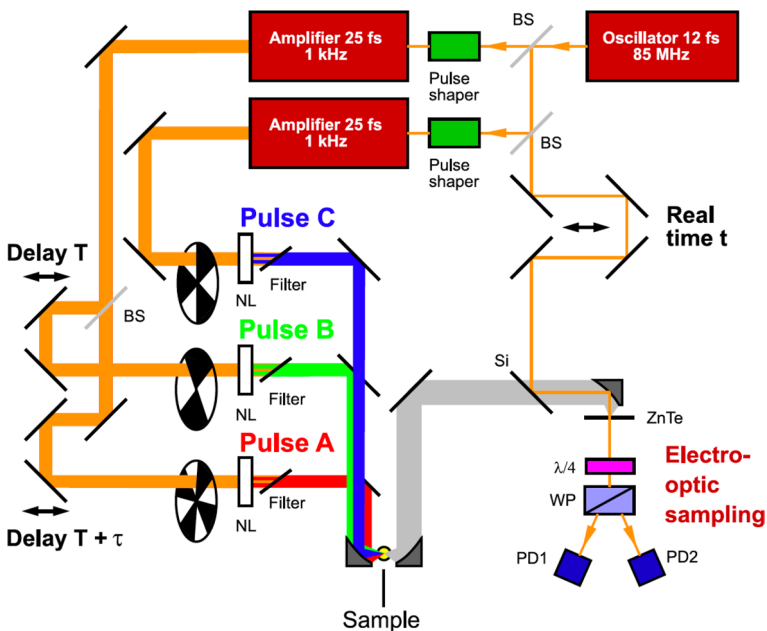 BS
Amplifier 25 fs
1 kHz
Oscillator 12 fs
85 MHz
Pulse
shaper
Amplifier 25 fs
1 kHz
BS
Pulse
shaper
Pulse C
Real
time t
Delay T
NL
Filter
BS
Pulse B
Si
NL
Filter
ZnTe
Pulse A
λ/4
Electro-
optic
sampling
WP
NL
Filter
Delay T + τ
PD1
PD2
Sample